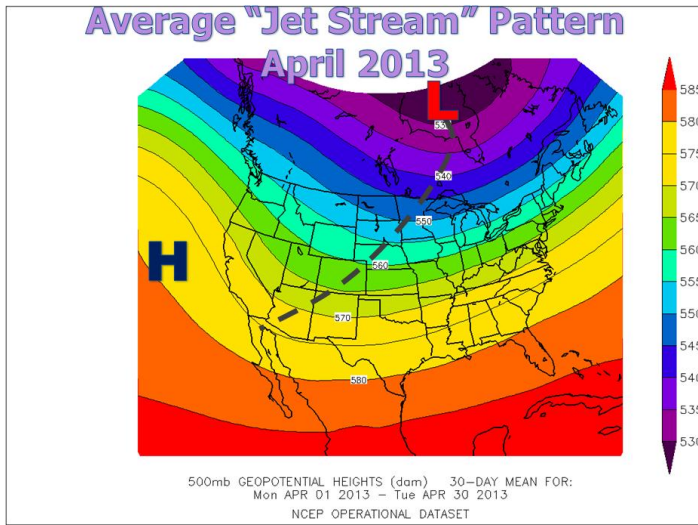 Average “Jet Stream” Pattern
April 2013
L
530
540
550
H
560
570
580
585
580
575
570
565
560
555
550
545
540
535
530
500mb GEOPOTENTIAL HEIGHTS (dam) 30-DAY MEAN FOR:
Mon APR 01 2013 – Tue APR 30 2013
NCEP OPERATIONAL DATASET